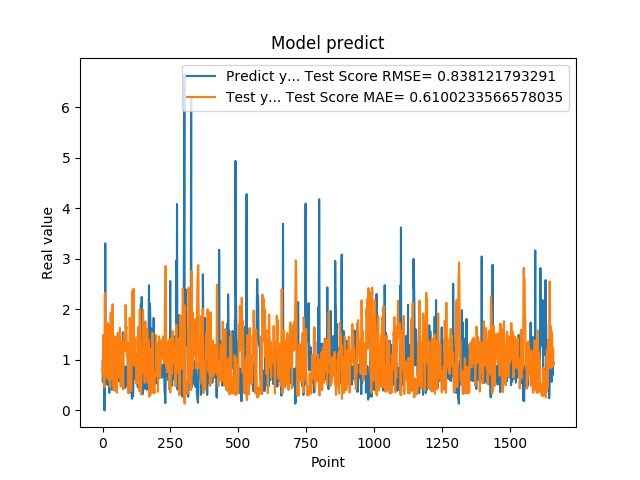 Model predict
Predict y... Test Score RMSE= 0.838121793291
Test y... Test Score MAE= 0.6100233566578035
Real value
6
5
4
3
2
1
0
0 250 500 750 1000 1250 1500
Point